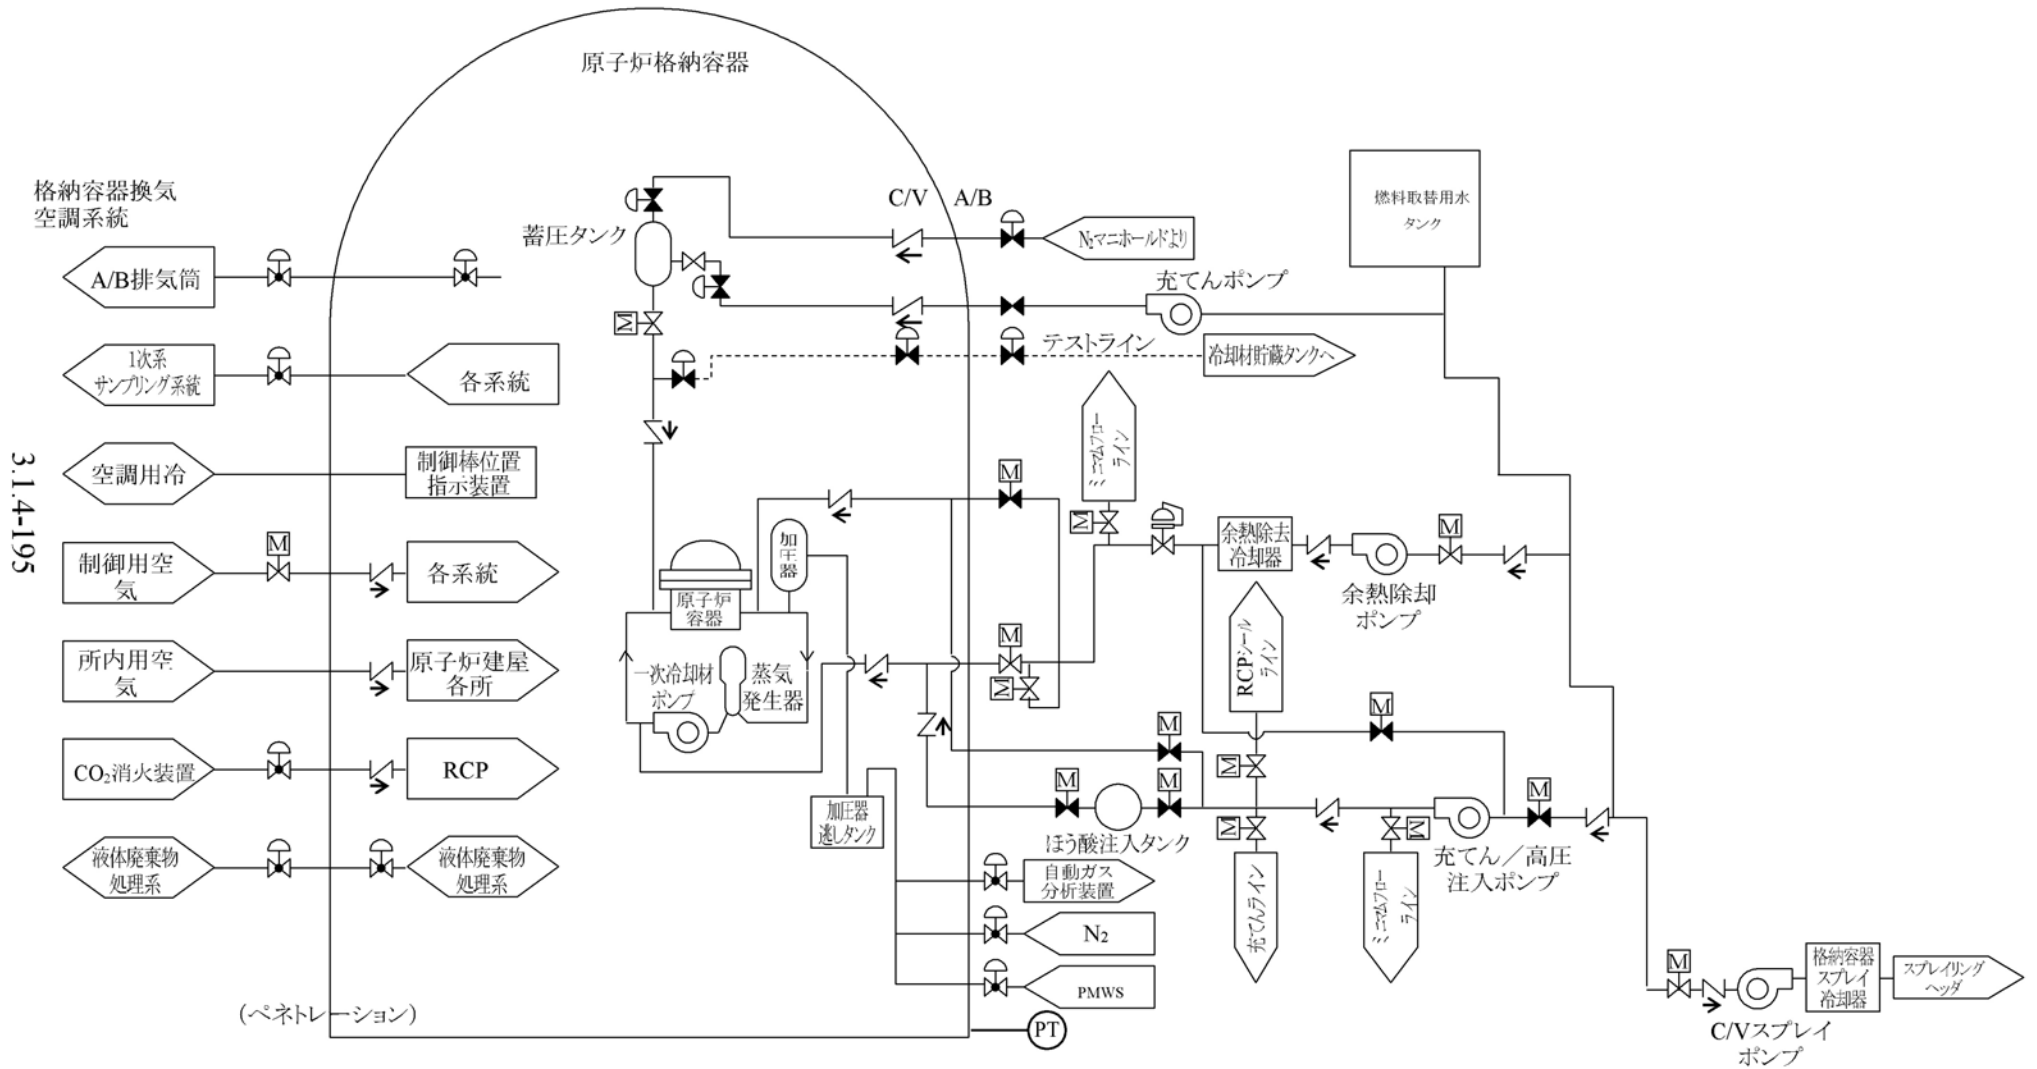 原子炉格納容器
格納容器換気
空調系統
A/B排気筒
1次系
サンプリング系統
各系統
空調用冷
制御棒位置
指示装置
制御用空
気
M
各系統
所内用空
気
原子炉建屋
各所
CO₂消火装置
RCP
液体廃棄物
処理系
液体廃棄物
処理系
(ペネトレーション)
3.1.4-195
蓄圧タンク
M
C/V
A/B
N₂マニホールドより
充てんポンプ
燃料取替用水
タンク
テストライン
冷却材貯蔵タンクへ
ミニマムフロー
ライン
M
M
加圧器
原子炉
容器
一次冷却材
ポンプ
蒸気
発生器
M
M
余熱除去
冷却器
M
余熱除却
ポンプ
RCPシール
ライン
M
M
M
加圧器
逃しタンク
M
M
ほう酸注入タンク
M
M
M
充てん/高圧
注入ポンプ
自動ガス
分析装置
N₂
PMWS
PT
充てんライン
ミニマムフロー
ライン
M
格納容器
スプレイ
冷却器
スプレイリング
ヘッダ
C/Vスプレイ
ポンプ